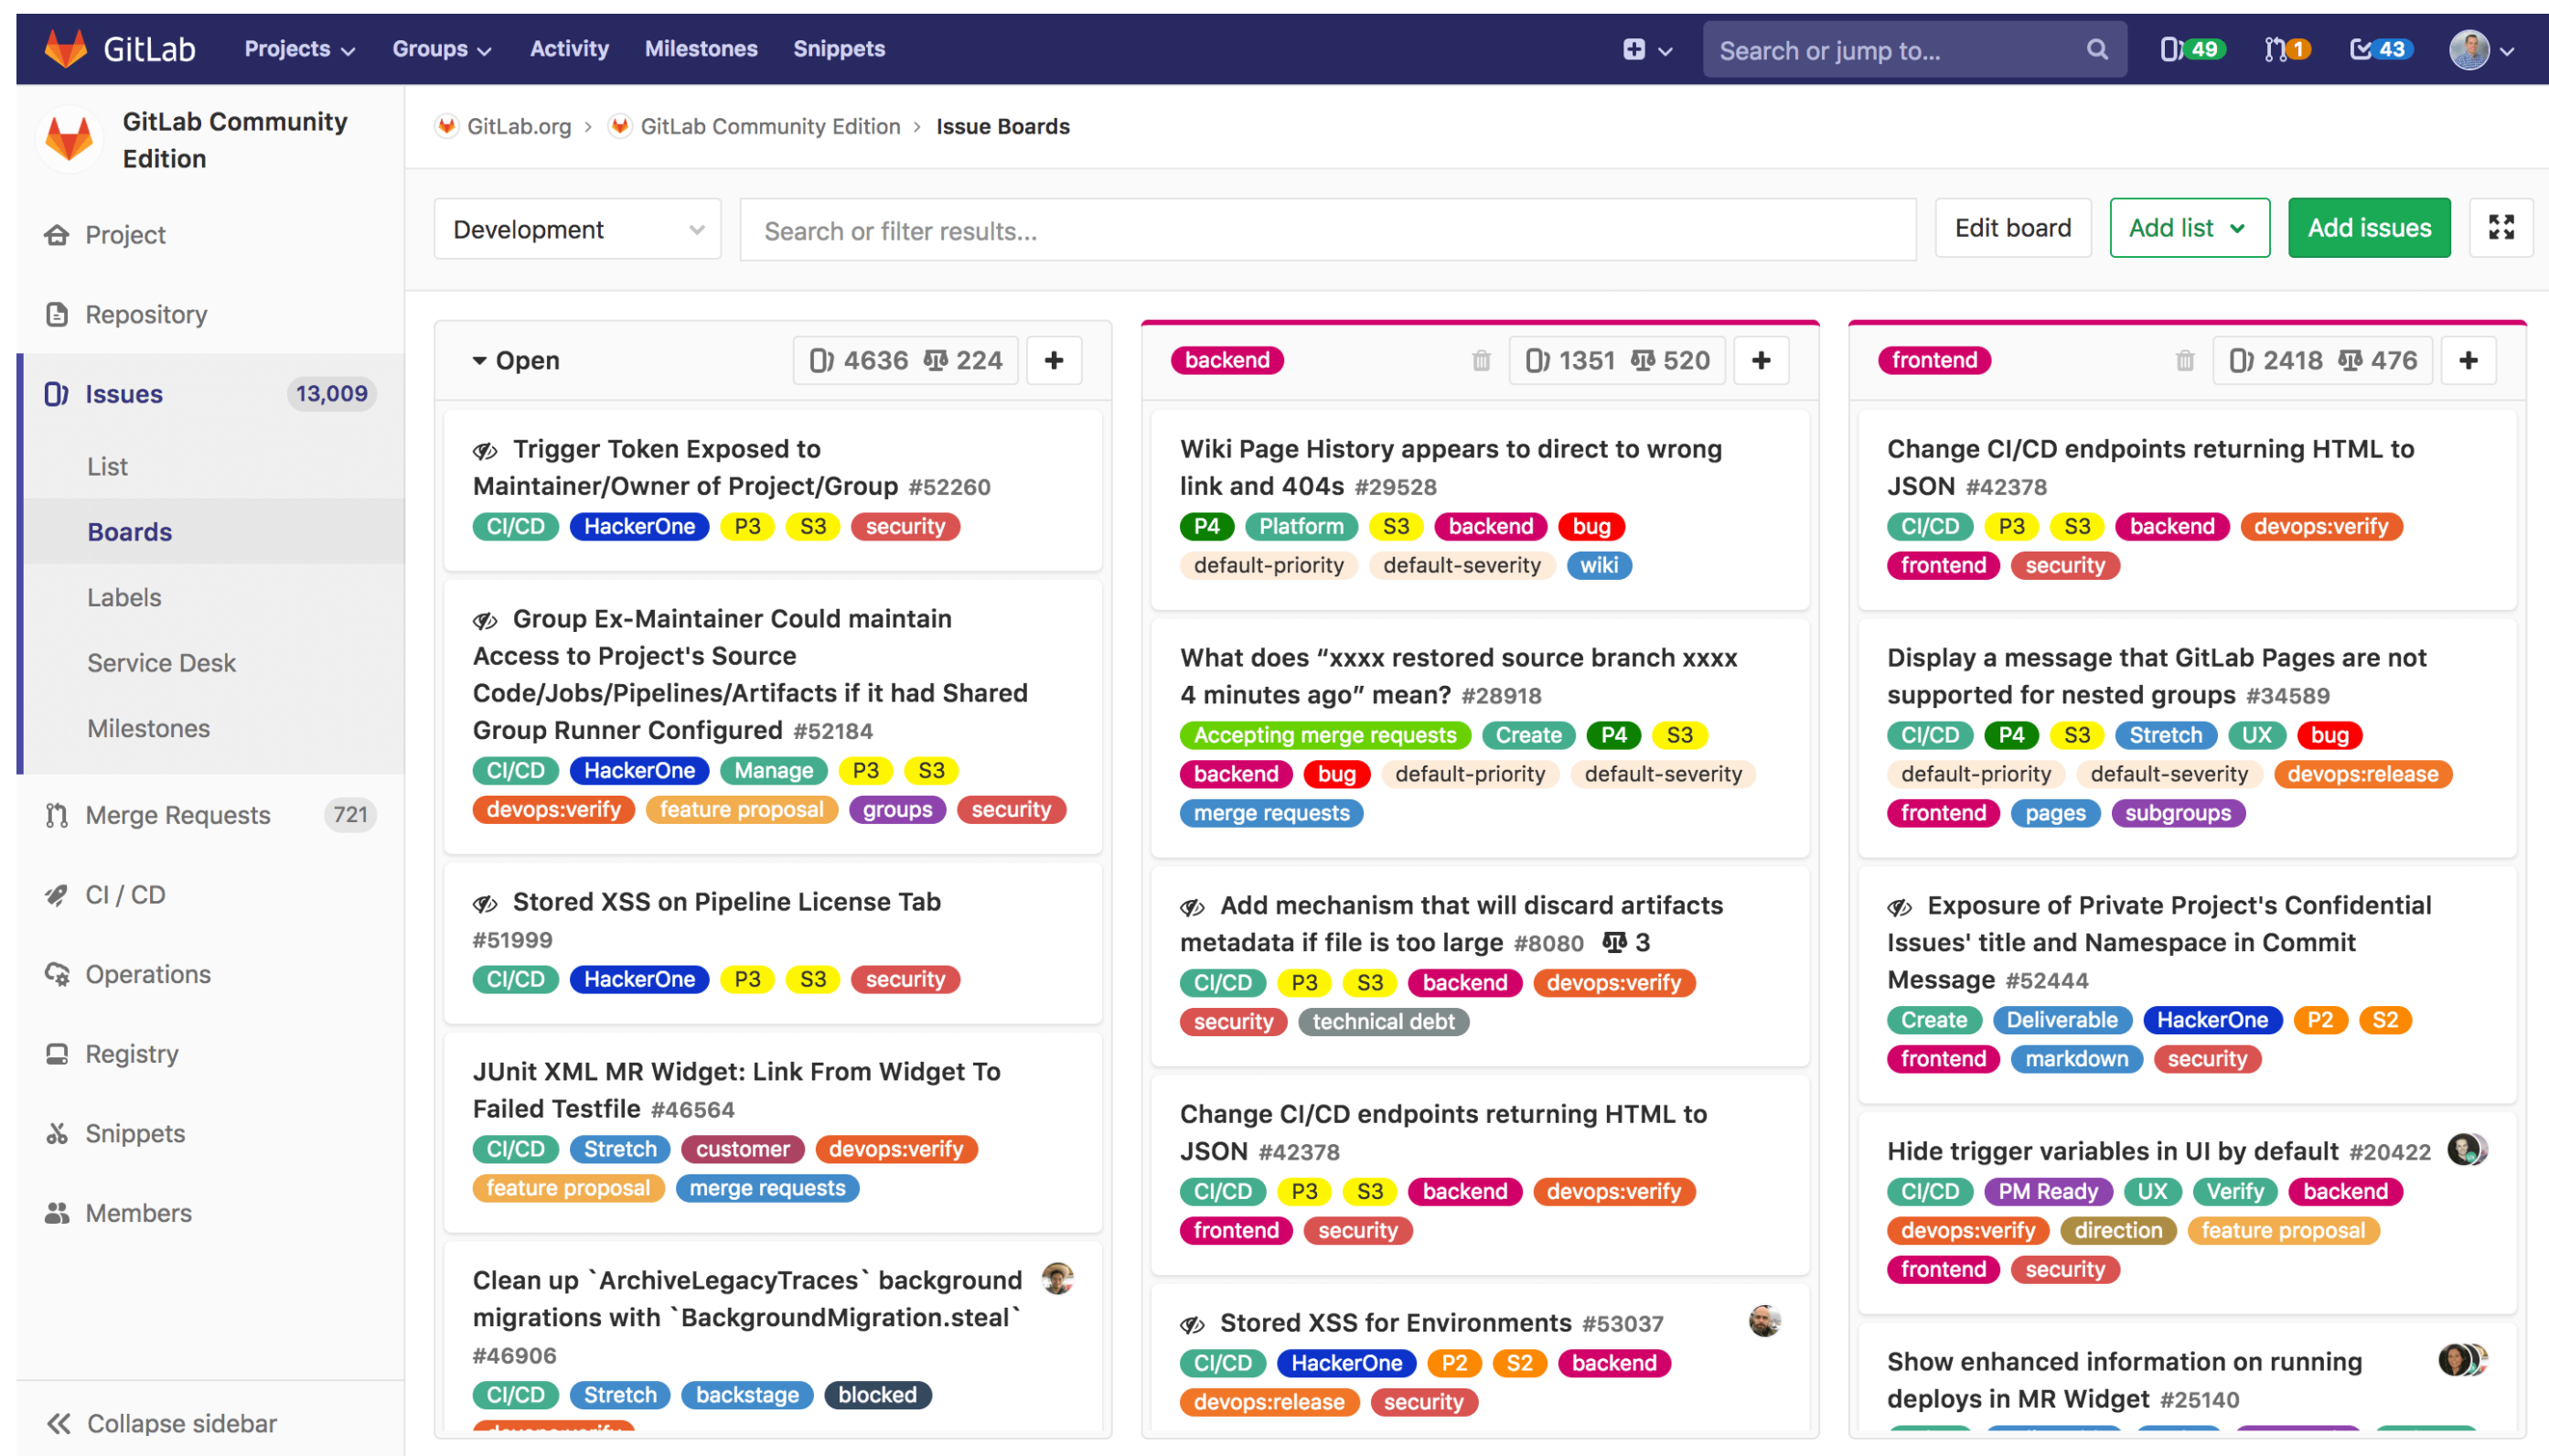 GitLab Projects Groups Activity Milestones Snippets Search or jump to... 49 1 43
GitLab Community
Edition
GitLab.org › GitLab Community Edition › Issue Boards
Project
Repository
Issues 13,009
List
Boards
Labels
Service Desk
Milestones
Merge Requests 721
CI / CD
Operations
Registry
Snippets
Members
Collapse sidebar
Development Search or filter results... Edit board Add list Add issues
Open 4636 224 +
Trigger Token Exposed to
Maintainer/Owner of Project/Group #52260
CI/CD HackerOne P3 S3 security
Group Ex-Maintainer Could maintain
Access to Project's Source
Code/Jobs/Pipelines/Artifacts if it had Shared
Group Runner Configured #52184
CI/CD HackerOne Manage P3 S3
devops:verify feature proposal groups security
Stored XSS on Pipeline License Tab
#51999
CI/CD HackerOne P3 S3 security
JUnit XML MR Widget: Link From Widget To
Failed Testfile #46564
CI/CD Stretch customer devops:verify
feature proposal merge requests
Clean up `ArchiveLegacyTraces` background
migrations with `BackgroundMigration.steal`
#46906
CI/CD Stretch backstage blocked
devops:verify
backend 1351 520 +
Wiki Page History appears to direct to wrong
link and 404s #29528
P4 Platform S3 backend bug
default-priority default-severity wiki
What does “xxxx restored source branch xxxx
4 minutes ago” mean? #28918
Accepting merge requests Create P4 S3
backend bug default-priority default-severity
merge requests
Add mechanism that will discard artifacts
metadata if file is too large #8080 3
CI/CD P3 S3 backend devops:verify
security technical debt
Change CI/CD endpoints returning HTML to
JSON #42378
CI/CD P3 S3 backend devops:verify
frontend security
Stored XSS for Environments #53037
CI/CD HackerOne P2 S2 backend
devops:release security
frontend 2418 476 +
Change CI/CD endpoints returning HTML to
JSON #42378
CI/CD P3 S3 backend devops:verify
frontend security
Display a message that GitLab Pages are not
supported for nested groups #34589
CI/CD P4 S3 Stretch UX bug
default-priority default-severity devops:release
frontend pages subgroups
Exposure of Private Project's Confidential
Issues' title and Namespace in Commit
Message #52444
Create Deliverable HackerOne P2 S2
frontend markdown security
Hide trigger variables in UI by default #20422
CI/CD PM Ready UX Verify backend
devops:verify direction feature proposal
frontend security
Show enhanced information on running
deploys in MR Widget #25140